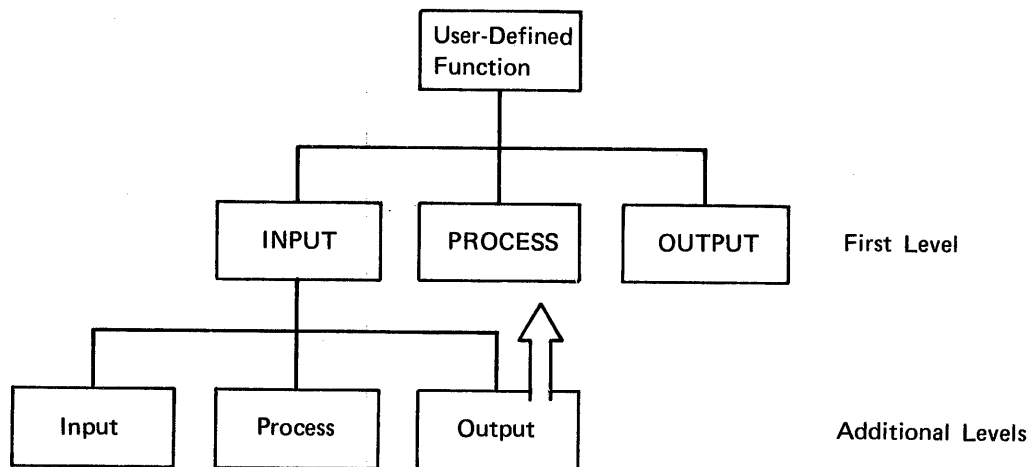 User-Defined
Function
INPUT
PROCESS
OUTPUT
First Level
Input
Process
Output
Additional Levels